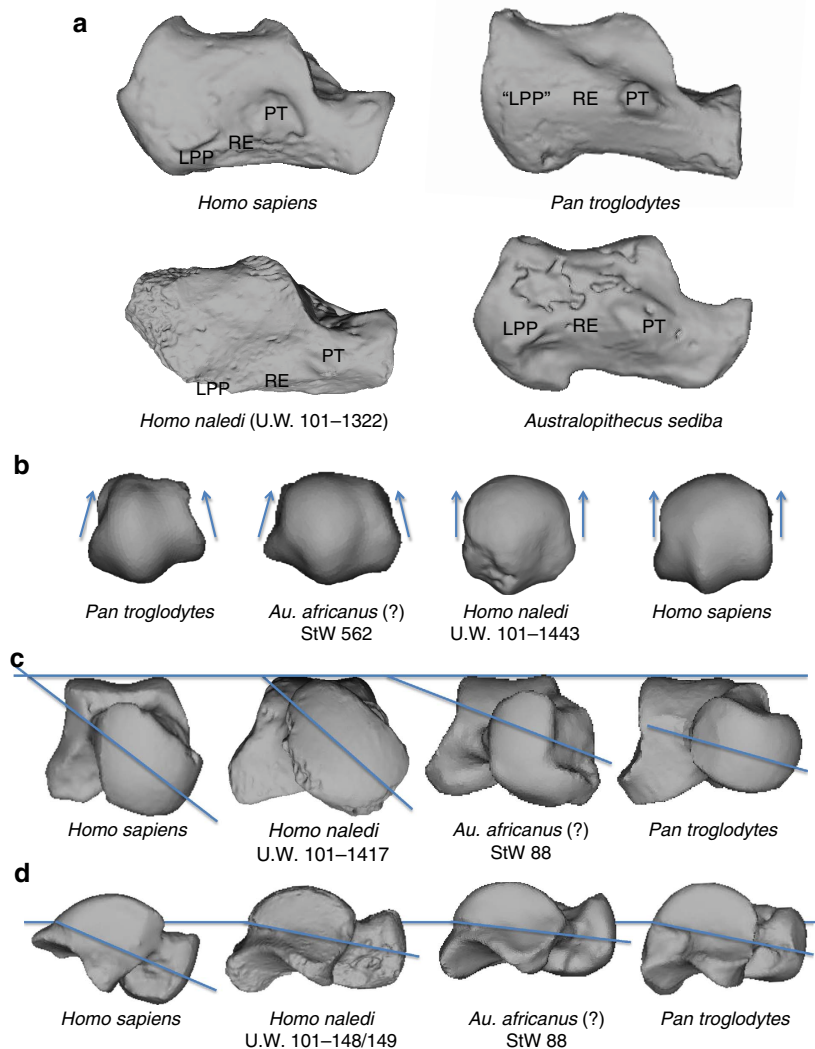 a
PT
RE
LPP
Homo sapiens
“LPP” RE PT
Pan troglodytes
PT
RE
LPP
Homo naledi (U.W. 101–1322)
LPP RE PT
Australopithecus sediba
b
Pan troglodytes
Au. africanus (?)
StW 562
Homo naledi
U.W. 101–1443
Homo sapiens
c
Homo sapiens
Homo naledi
U.W. 101–1417
Au. africanus (?)
StW 88
Pan troglodytes
d
Homo sapiens
Homo naledi
U.W. 101–148/149
Au. africanus (?)
StW 88
Pan troglodytes